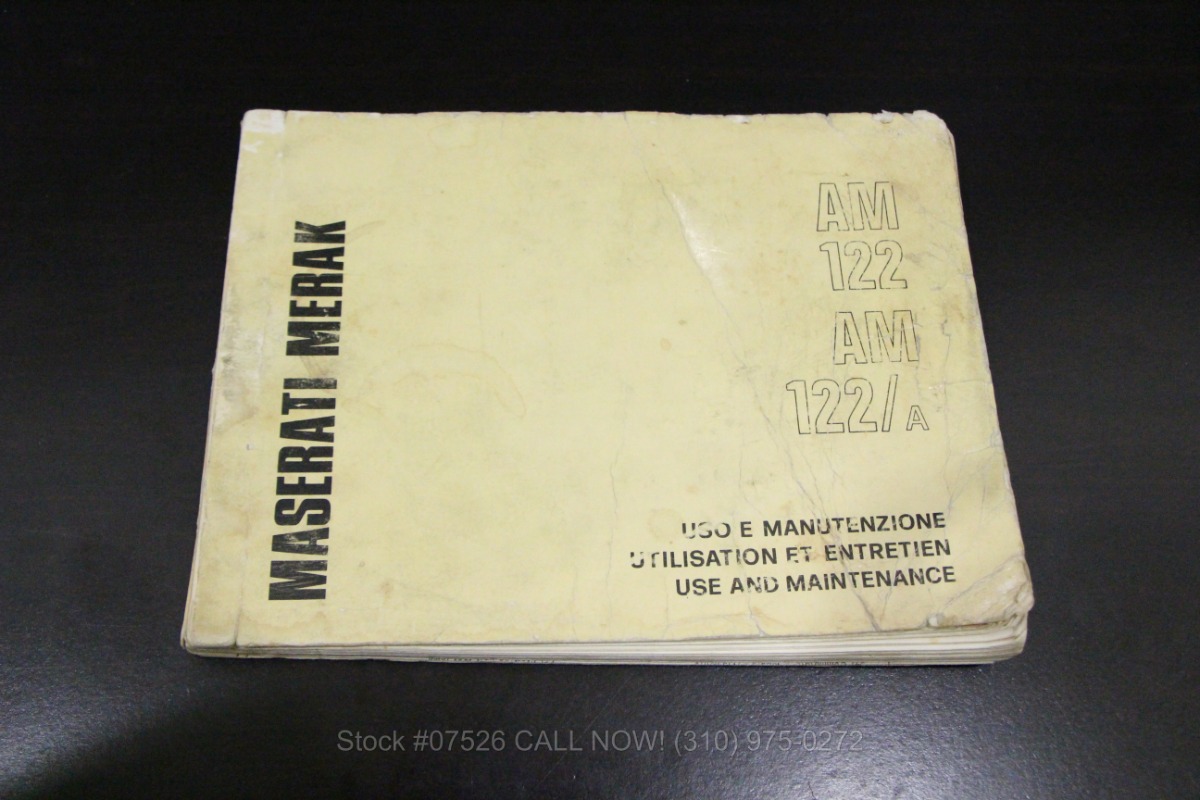 MASERATI MERAK
AM
122
AM
122/A
USO E MANUTENZIONE
UTILISATION ET ENTRETIEN
USE AND MAINTENANCE
Stock #07526 CALL NOW! (310) 975-0272